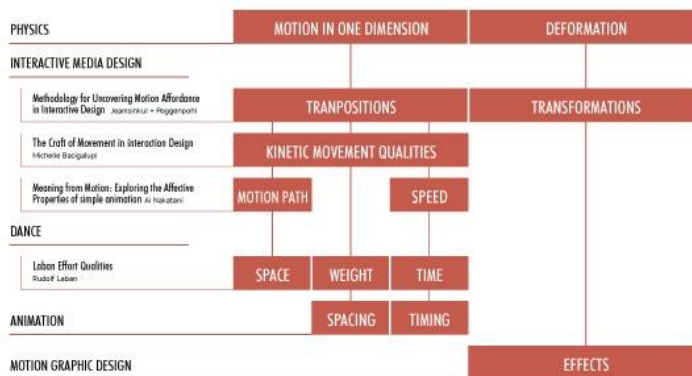 PHYSICS
MOTION IN ONE DIMENSION
DEFORMATION
INTERACTIVE MEDIA DESIGN
Methodology for Uncovering Motion Affordance
in Interactive Design Jeamsinkul + Poggenpohl
TRANPOSITIONS
TRANSFORMATIONS
The Craft of Movement in interaction Design
Michelle Bacigalupi
KINETIC MOVEMENT QUALITIES
Meaning from Motion: Exploring the Affective
Properties of simple animation Ai Nakatani
MOTION PATH
SPEED
DANCE
Laban Effort Qualities
Rudolf Laban
SPACE
WEIGHT
TIME
ANIMATION
SPACING
TIMING
MOTION GRAPHIC DESIGN
EFFECTS